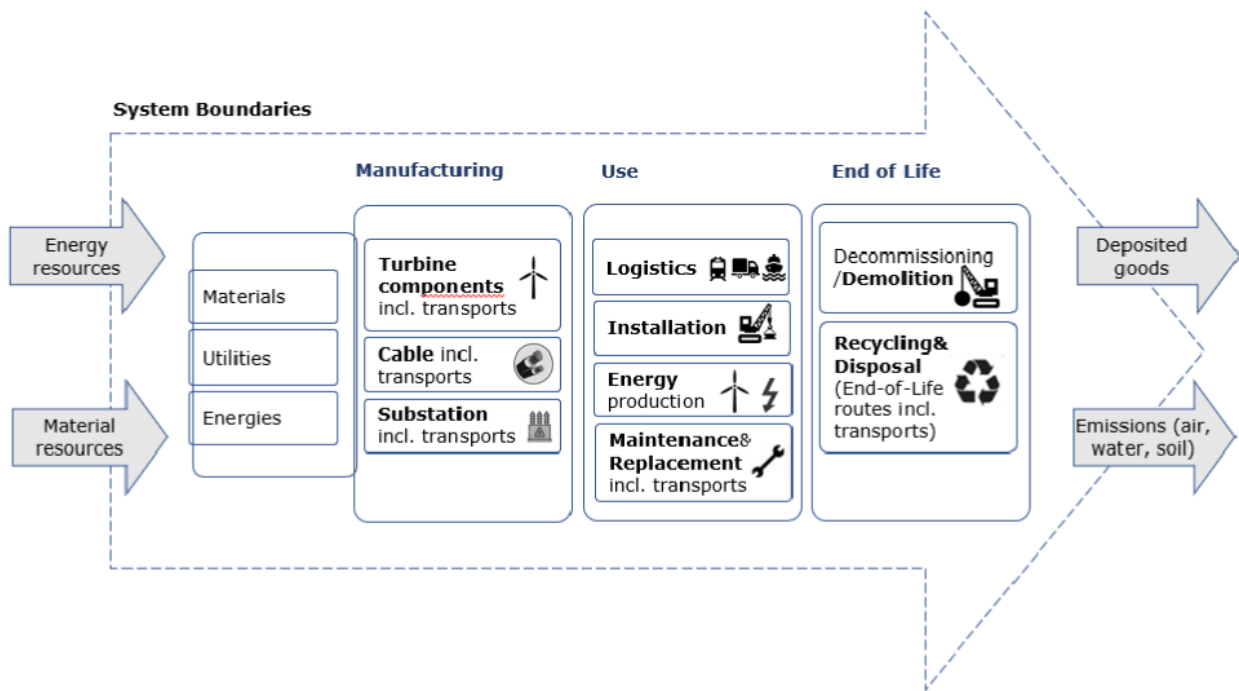 System Boundaries
Manufacturing
Use
End of Life
Energy
resources
Material
resources
Materials
Utilities
Energies
Turbine
components
incl. transports
Cable incl.
transports
Substation
incl. transports
Logistics
Installation
Energy
production
Maintenance&
Replacement
incl. transports
Decommissioning
/Demolition
Recycling&
Disposal
(End-of-Life
routes incl.
transports)
Deposited
goods
Emissions (air,
water, soil)